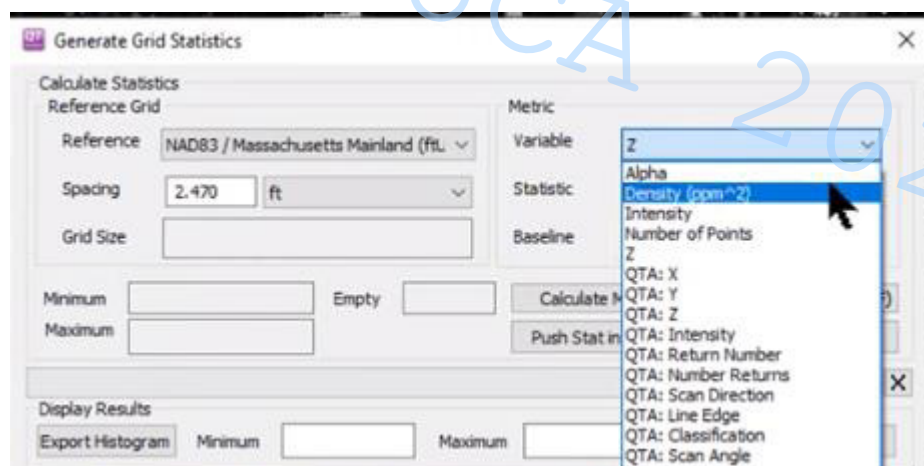 Generate Grid Statistics
Calculate Statistics
Reference Grid
Metric
Reference NAD83 / Massachusetts Mainland (ftL
Variable Z
Spacing 2.470 ft
Statistic
Grid Size
Baseline
Alpha
Density (ppm^2)
Intensity
Number of Points
Z
QTA: X
QTA: Y
QTA: Z
QTA: Intensity
QTA: Return Number
QTA: Number Returns
QTA: Scan Direction
QTA: Line Edge
QTA: Classification
QTA: Scan Angle
Minimum Empty Calculate
Maximum Push Stat in
Display Results
Export Histogram Minimum Maximum